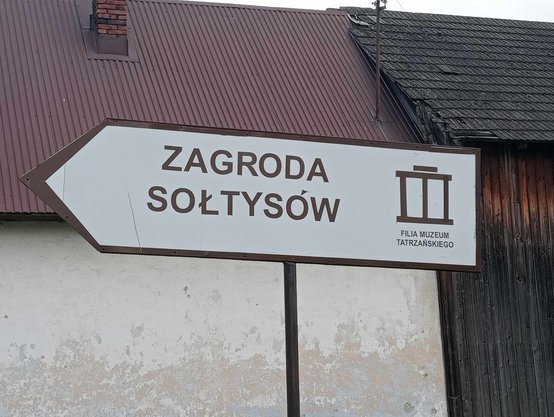 ZAGRODA
SOŁTYSÓW
FILIA MUZEUM
TATRZAŃSKIEGO